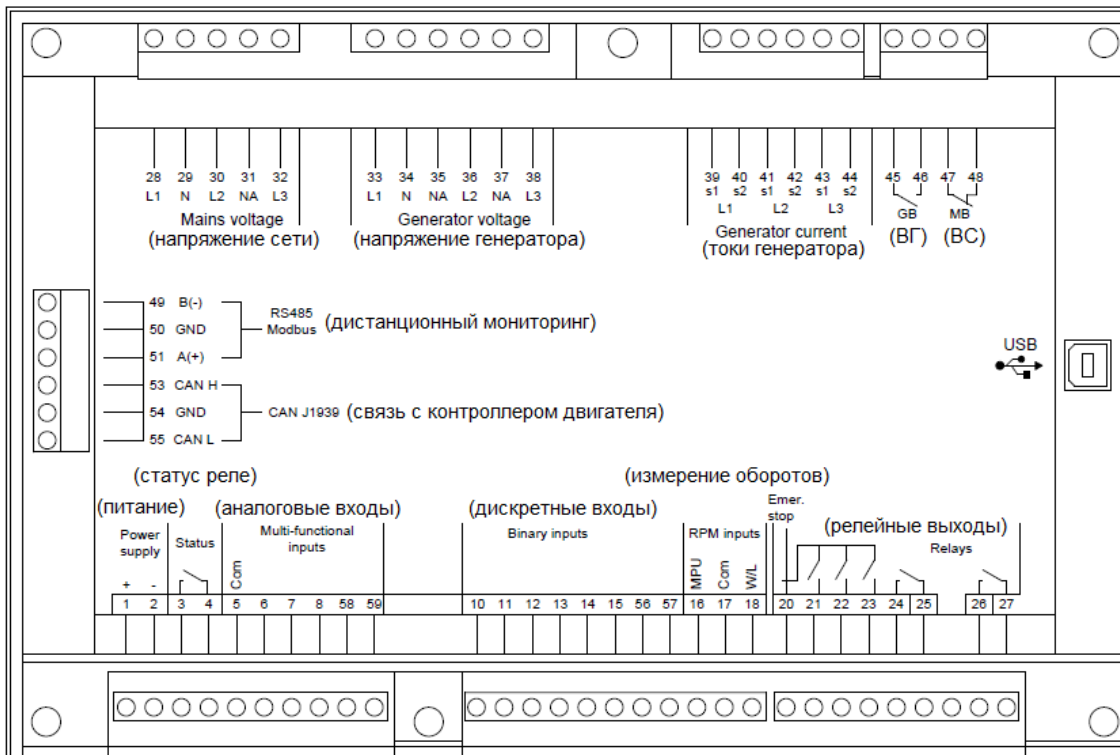 28 29 30 31 32
L1 N L2 NA L3
Mains voltage
(напряжение сети)
33 34 35 36 37 38
L1 N NA L2 NA L3
Generator voltage
(напряжение генератора)
39 40 41 42 43 44
s1 s2 s1 s2 s1 s2
L1 L2 L3
Generator current
(токи генератора)
45 46 47 48
GB MB
(ВГ) (ВС)
49 B(-)
50 GND
51 A(+)
RS485
Modbus (дистанционный мониторинг)
53 CAN H
54 GND
55 CAN L
CAN J1939 (связь с контроллером двигателя)
USB
(статус реле)
(питание)
Power
supply
+ -
Status
(аналоговые входы)
Multi-functional
inputs
Com
(дискретные входы)
Binary inputs
(измерение оборотов)
RPM inputs
MPU Com W/L
Emer.
stop
(релейные выходы)
Relays
1 2 3 4 5 6 7 8 58 59
10 11 12 13 14 15 56 57 16 17 18
20 21 22 23 24 25 26 27